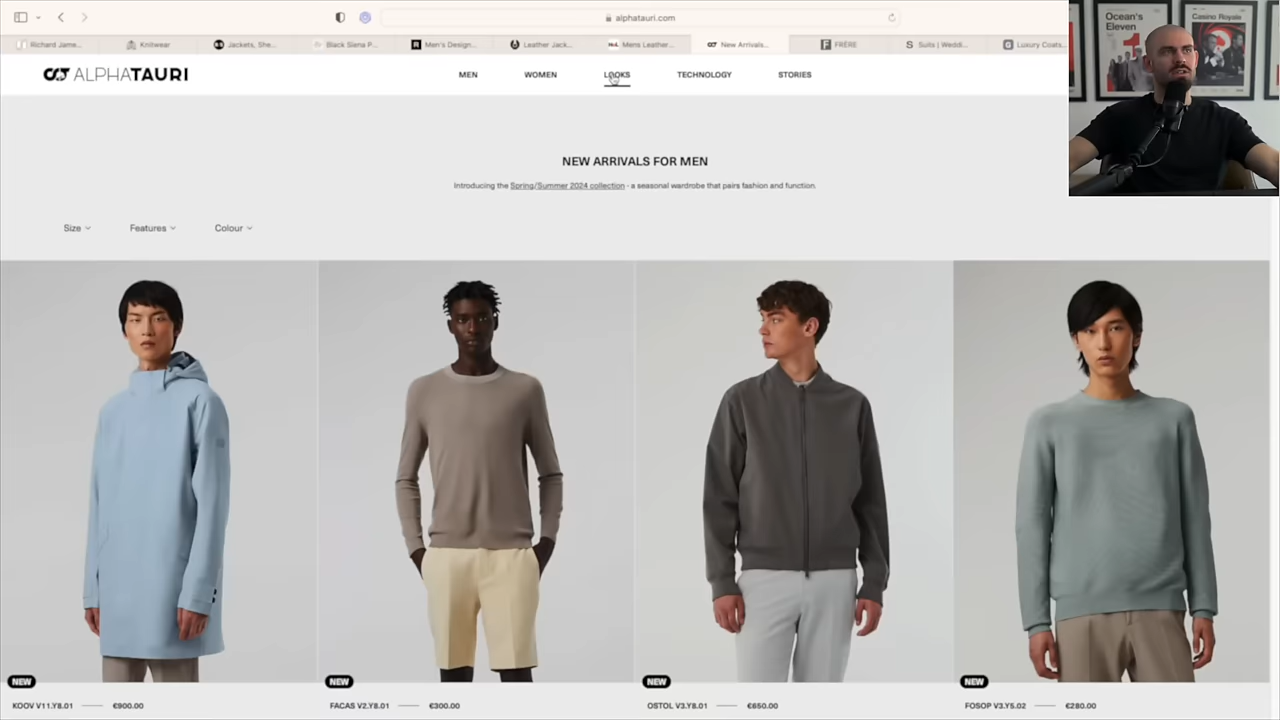 alphatauri.com
Richard Jame...
Knitwear
Jackets, She...
Black Siena P...
Men's Design...
Leather Jack...
Mens Leather...
New Arrivals...
FRÈRE
Suits | Weddi...
Luxury Coats...
ALPHATAURI
MEN
WOMEN
LOOKS
TECHNOLOGY
STORIES
Ocean's
Eleven
Casino Royale
NEW ARRIVALS FOR MEN
Introducing the Spring/Summer 2024 collection - a seasonal wardrobe that pairs fashion and function.
Size
Features
Colour
NEW
NEW
NEW
NEW
KOOV V11.Y8.01 €900.00
FACAS V2.Y8.01 €300.00
OSTOL V3.Y8.01 €650.00
FOSOP V3.Y5.02 €280.00